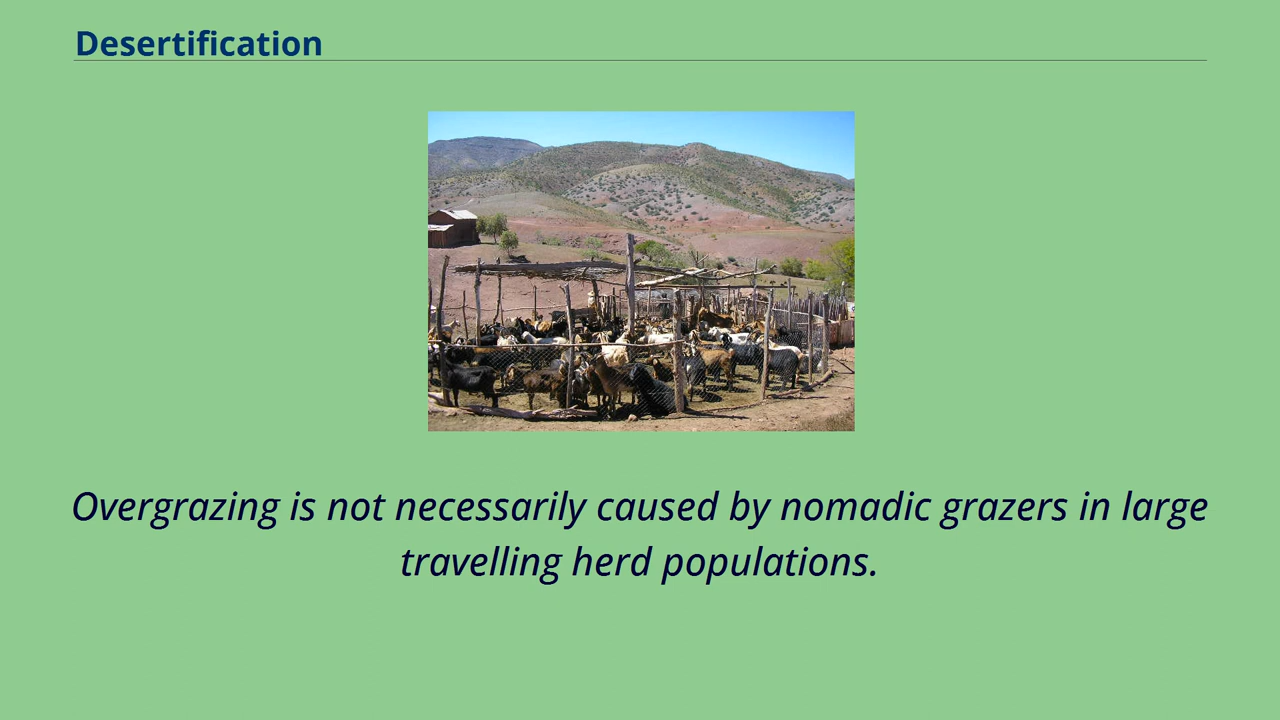 Desertification
Overgrazing is not necessarily caused by nomadic grazers in large
travelling herd populations.